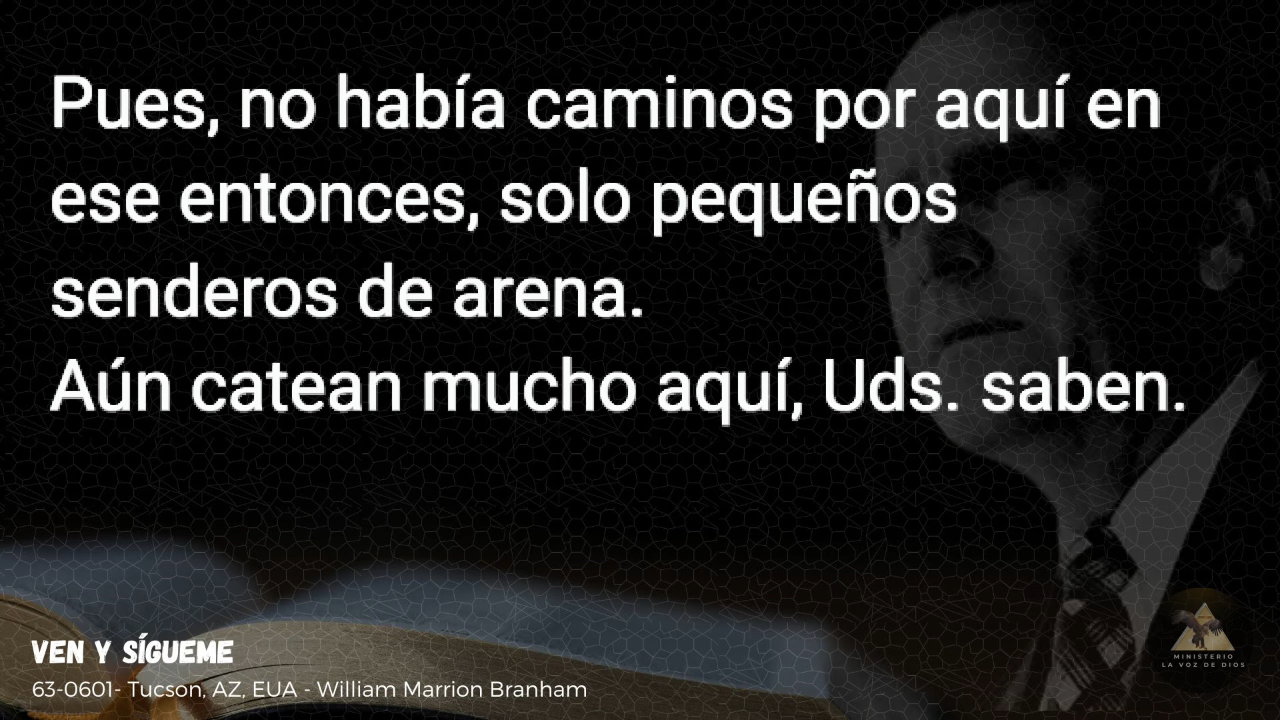 Pues, no había caminos por aquí en
ese entonces, solo pequeños
senderos de arena.
Aún catean mucho aquí, Uds. saben.
VEN Y SÍGUEME
63-0601- Tucson, AZ, EUA - William Marrion Branham
MINISTERIO
LA VOZ DE DIOS